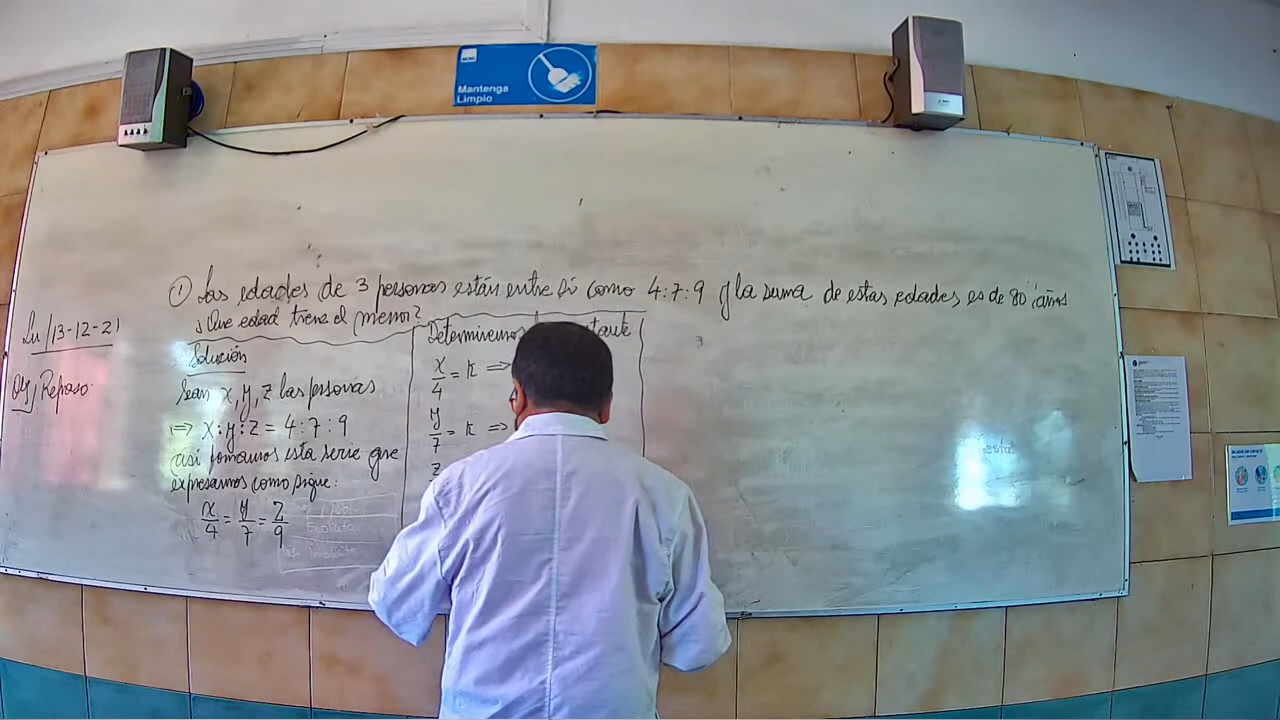 Mantenga
Limpio
① Las edades de 3 personas están entre sí como 4:7:9 y la suma de estas edades es de 80 años
¿Que edad tiene el menor?
Lu/13-12-21
Obj, Repaso
Solución
Sean x, y, z las personas
=> x:y:z = 4:7:9
así formamos esta serie que
expresamos como sigue:
x/4 = y/7 = z/9
Determinemos
x/4 = k =>
y/7 = k =>
z